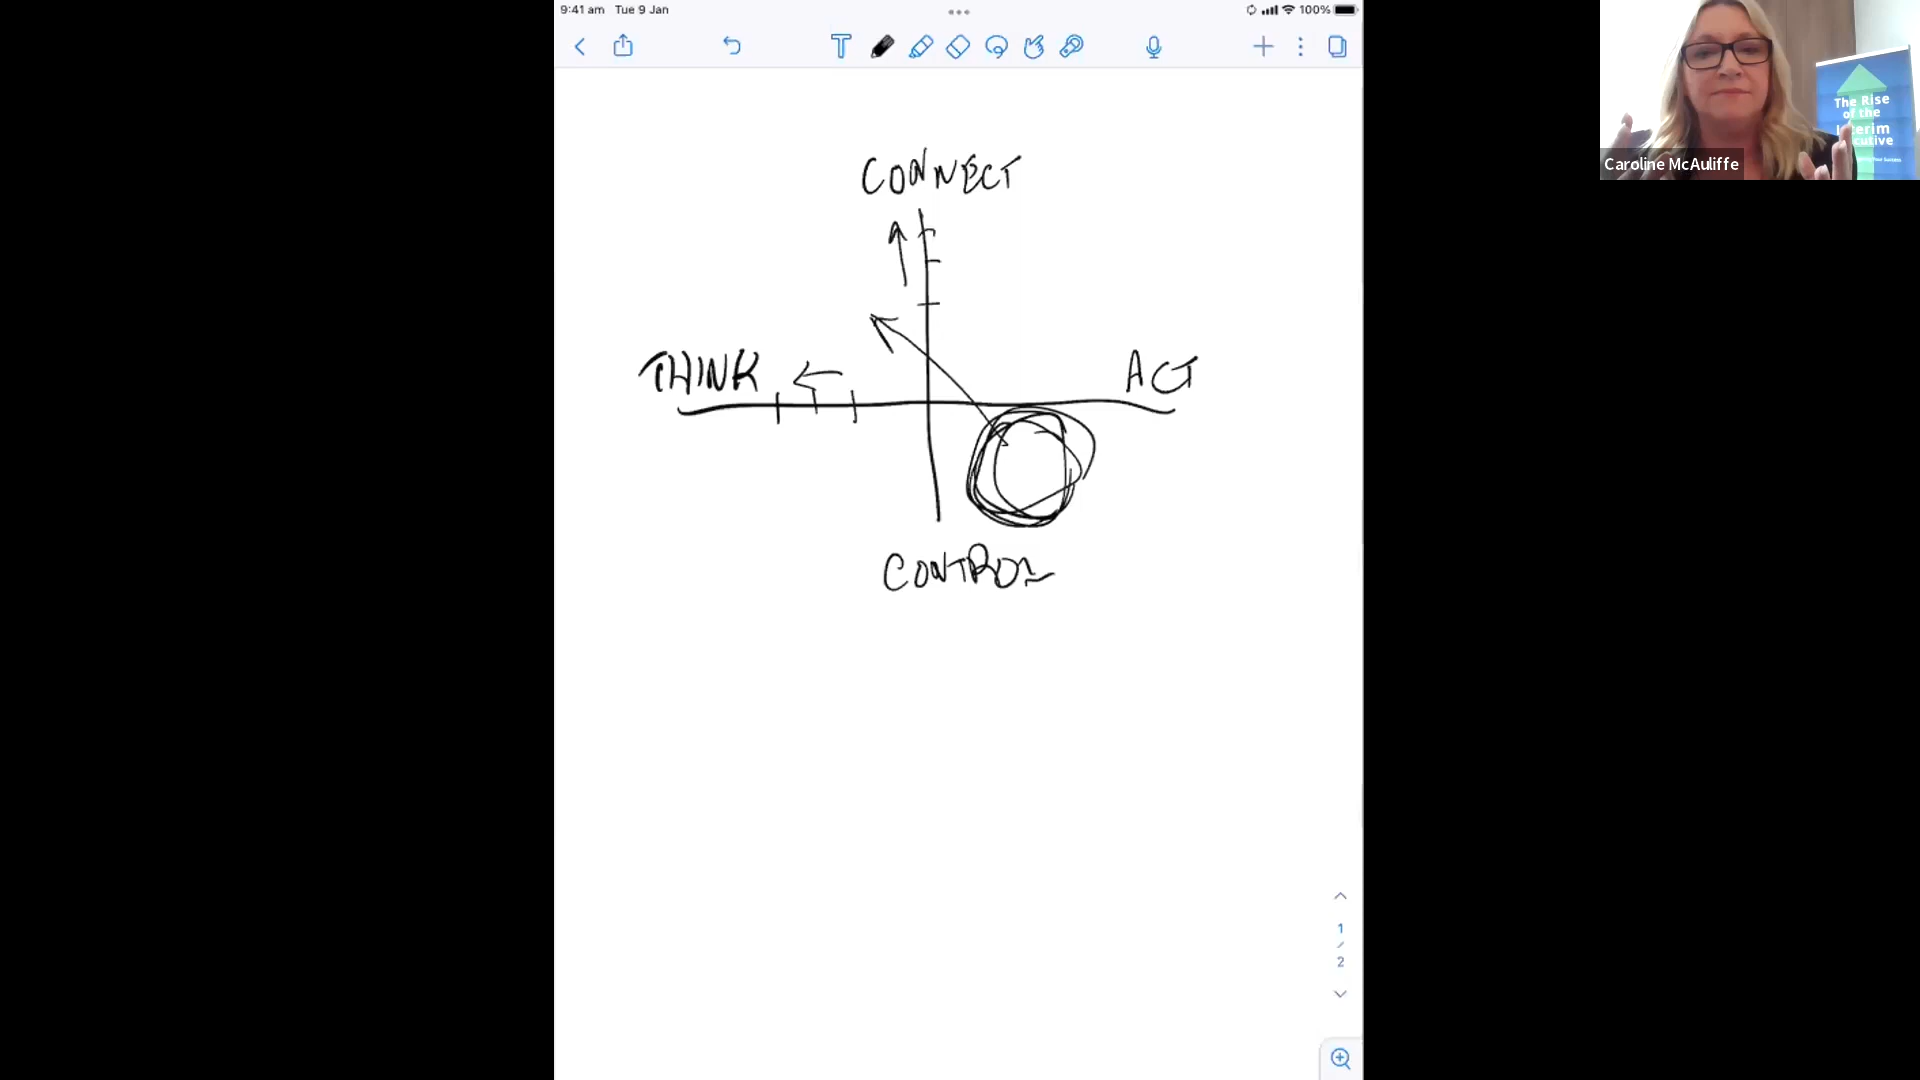 9:41 am Tue 9 Jan
100%
CONNECT
THINK
ACT
CONTROL
1
2
Caroline McAuliffe
The Rise
of the